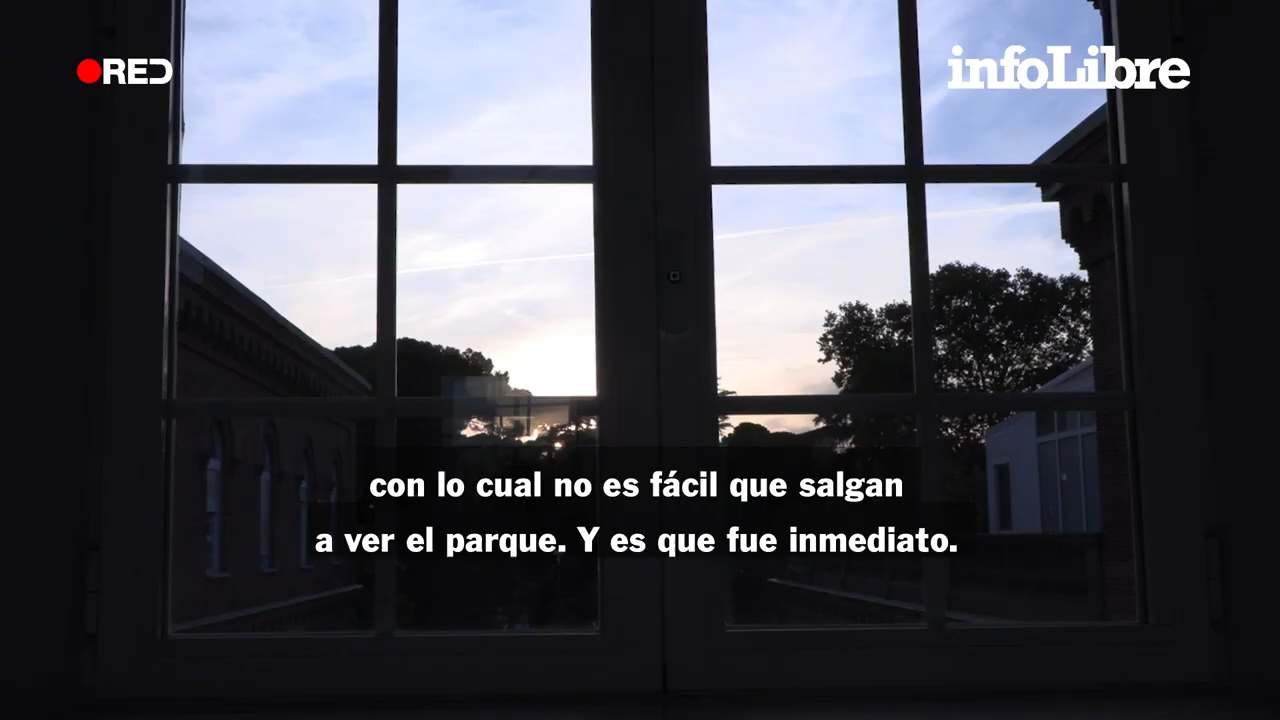 RED
infoLibre
con lo cual no es fácil que salgan
a ver el parque. Y es que fue inmediato.